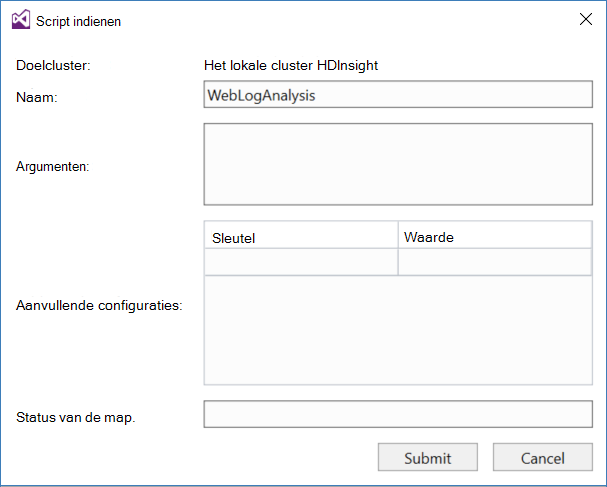 Script indienen
Doelcluster: Het lokale cluster HDInsight
Naam: WebLogAnalysis
Argumenten:
Sleutel Waarde
Aanvullende configuraties:
Status van de map.
Submit Cancel